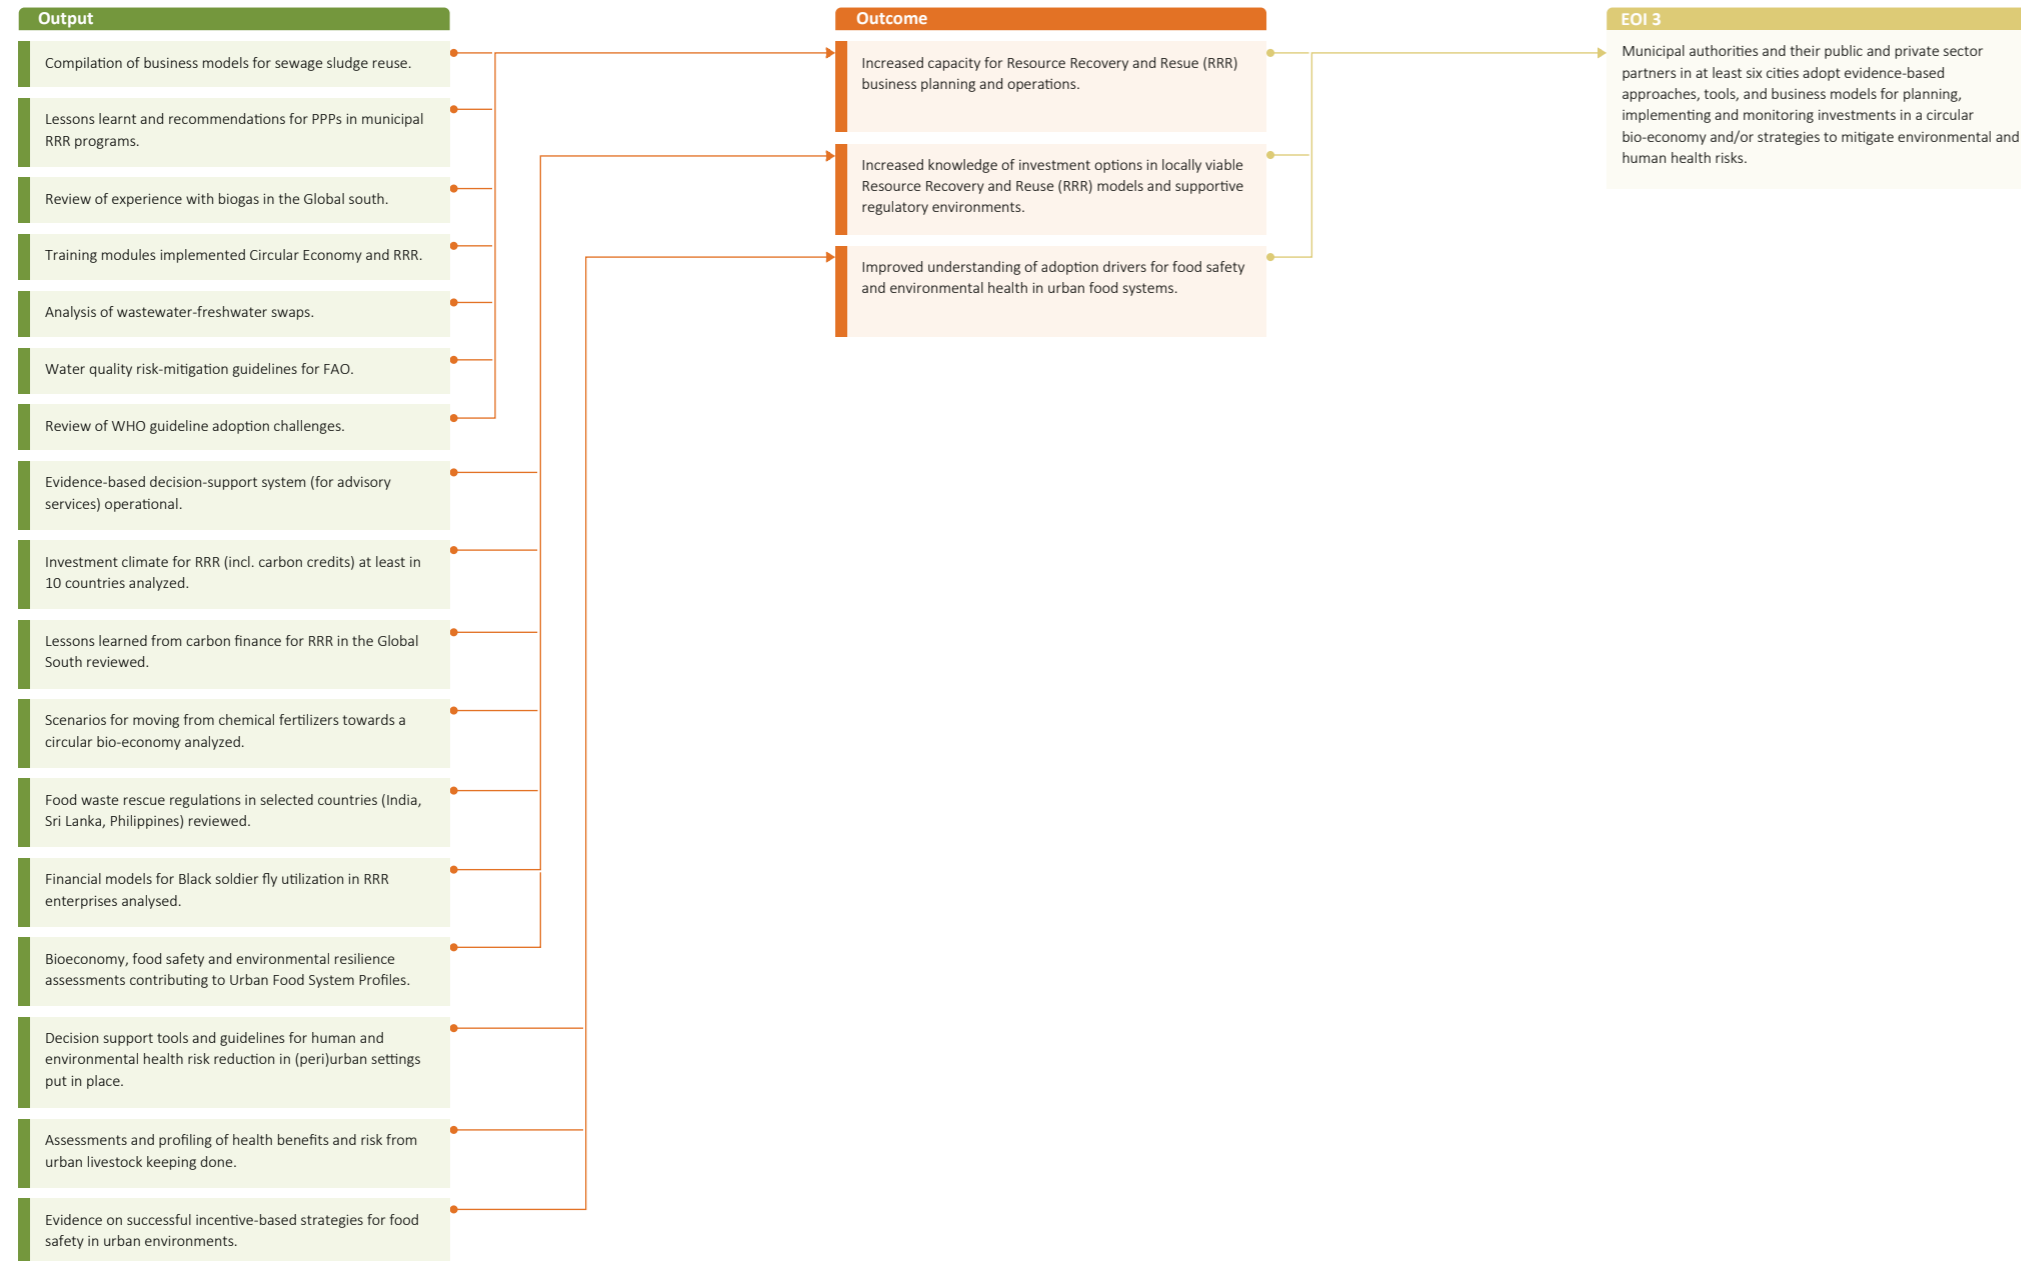 Output
Compilation of business models for sewage sludge reuse.
Lessons learnt and recommendations for PPPs in municipal
RRR programs.
Review of experience with biogas in the Global south.
Training modules implemented Circular Economy and RRR.
Analysis of wastewater-freshwater swaps.
Water quality risk-mitigation guidelines for FAO.
Review of WHO guideline adoption challenges.
Evidence-based decision-support system (for advisory
services) operational.
Investment climate for RRR (incl. carbon credits) at least in
10 countries analyzed.
Lessons learned from carbon finance for RRR in the Global
South reviewed.
Scenarios for moving from chemical fertilizers towards a
circular bio-economy analyzed.
Food waste rescue regulations in selected countries (India,
Sri Lanka, Philippines) reviewed.
Financial models for Black soldier fly utilization in RRR
enterprises analysed.
Bioeconomy, food safety and environmental resilience
assessments contributing to Urban Food System Profiles.
Decision support tools and guidelines for human and
environmental health risk reduction in (peri)urban settings
put in place.
Assessments and profiling of health benefits and risk from
urban livestock keeping done.
Evidence on successful incentive-based strategies for food
safety in urban environments.
Outcome
Increased capacity for Resource Recovery and Resue (RRR)
business planning and operations.
Increased knowledge of investment options in locally viable
Resource Recovery and Reuse (RRR) models and supportive
regulatory environments.
Improved understanding of adoption drivers for food safety
and environmental health in urban food systems.
EOI 3
Municipal authorities and their public and private sector
partners in at least six cities adopt evidence-based
approaches, tools, and business models for planning,
implementing and monitoring investments in a circular
bio-economy and/or strategies to mitigate environmental and
human health risks.